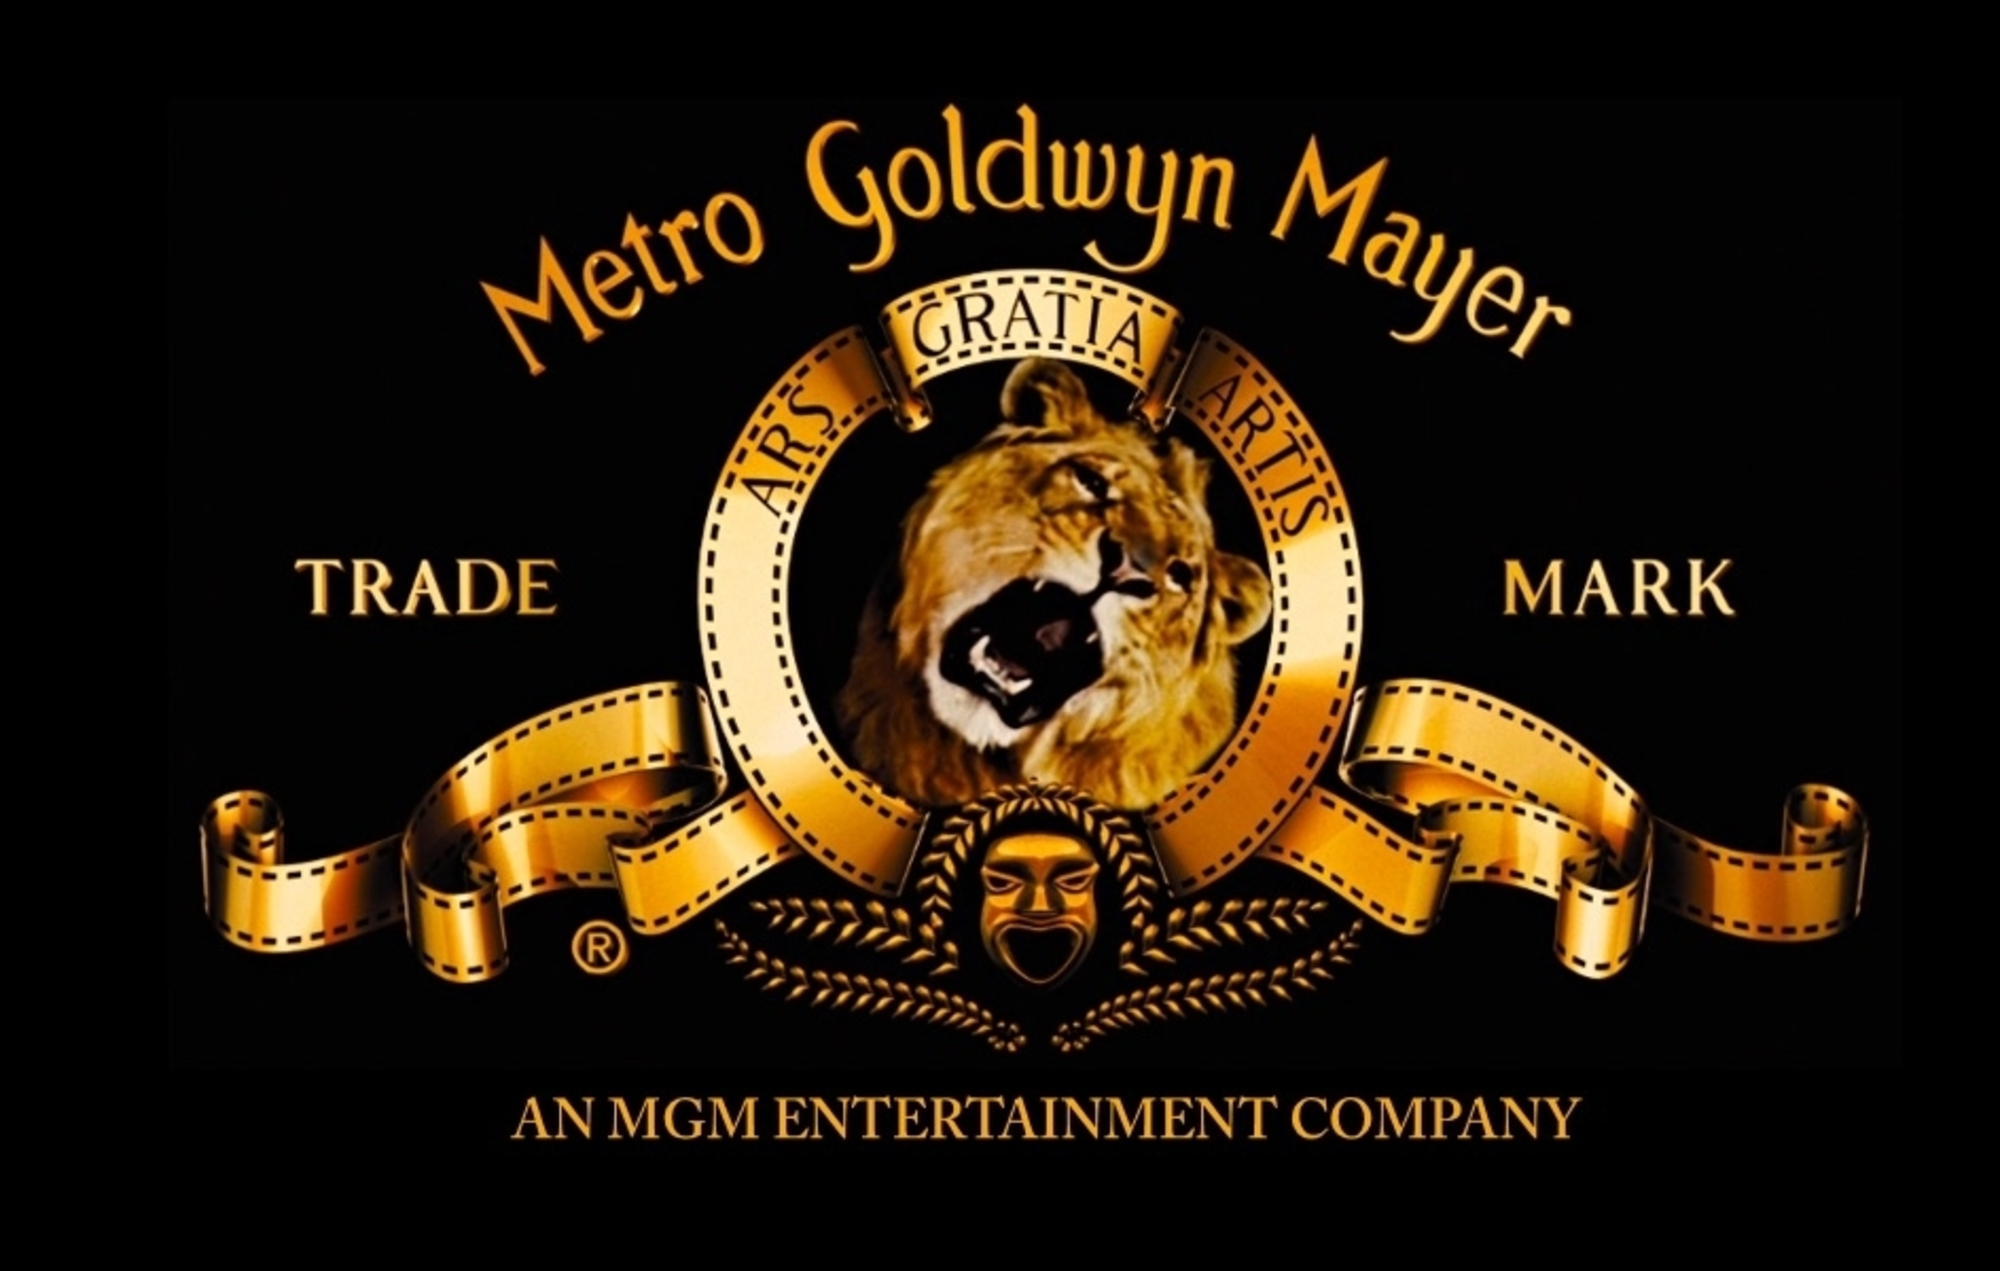 Metro Goldwyn Mayer
ARS GRATIA ARTIS
TRADE MARK
®
AN MGM ENTERTAINMENT COMPANY